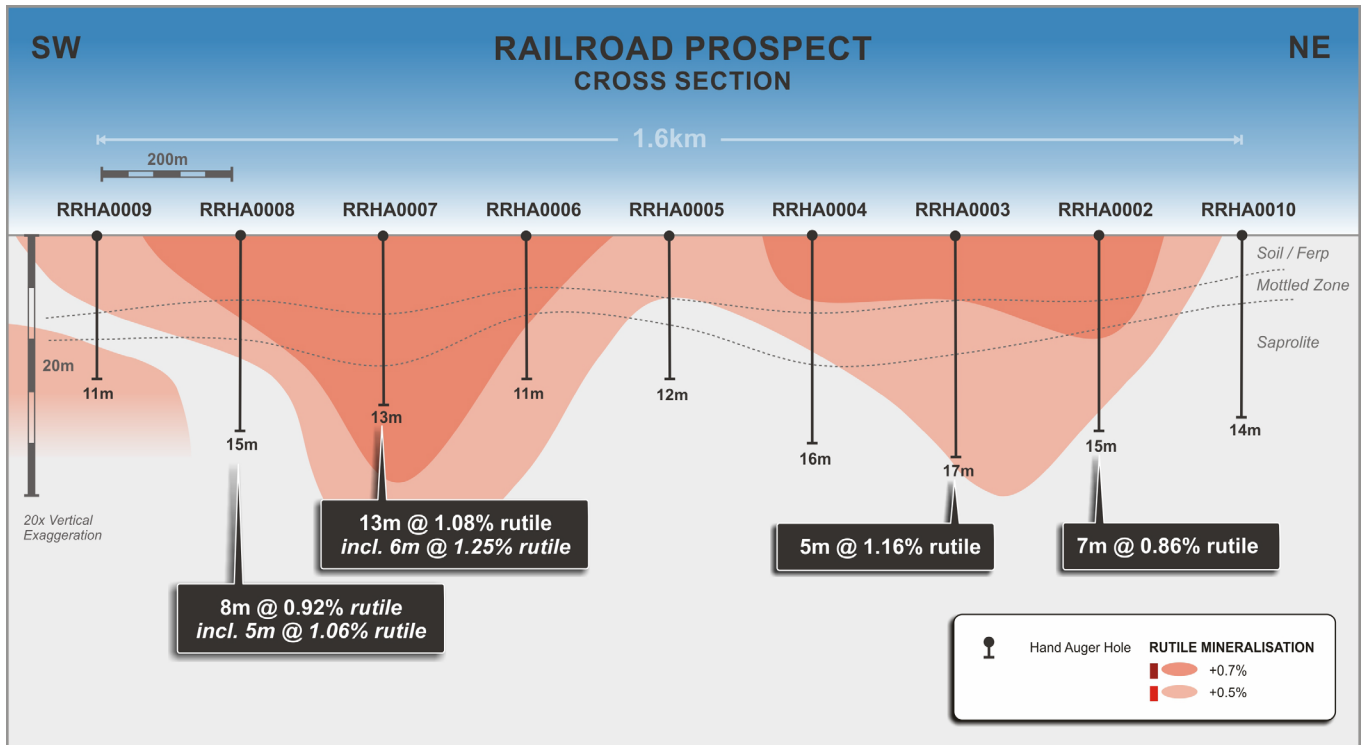 SW
RAILROAD PROSPECT
NE
CROSS SECTION
1.6km
200m
RRHA0009
RRHA0008
RRHA0007
RRHA0006
RRHA0005
RRHA0004
RRHA0003
RRHA0002
RRHA0010
Soil / Ferp
Mottled Zone
Saprolite
20m
11m
15m
13m
11m
12m
16m
17m
15m
14m
20x Vertical
Exaggeration
13m @ 1.08% rutile
incl. 6m @ 1.25% rutile
5m @ 1.16% rutile
7m @ 0.86% rutile
8m @ 0.92% rutile
incl. 5m @ 1.06% rutile
Hand Auger Hole
RUTILE MINERALISATION
+0.7%
+0.5%